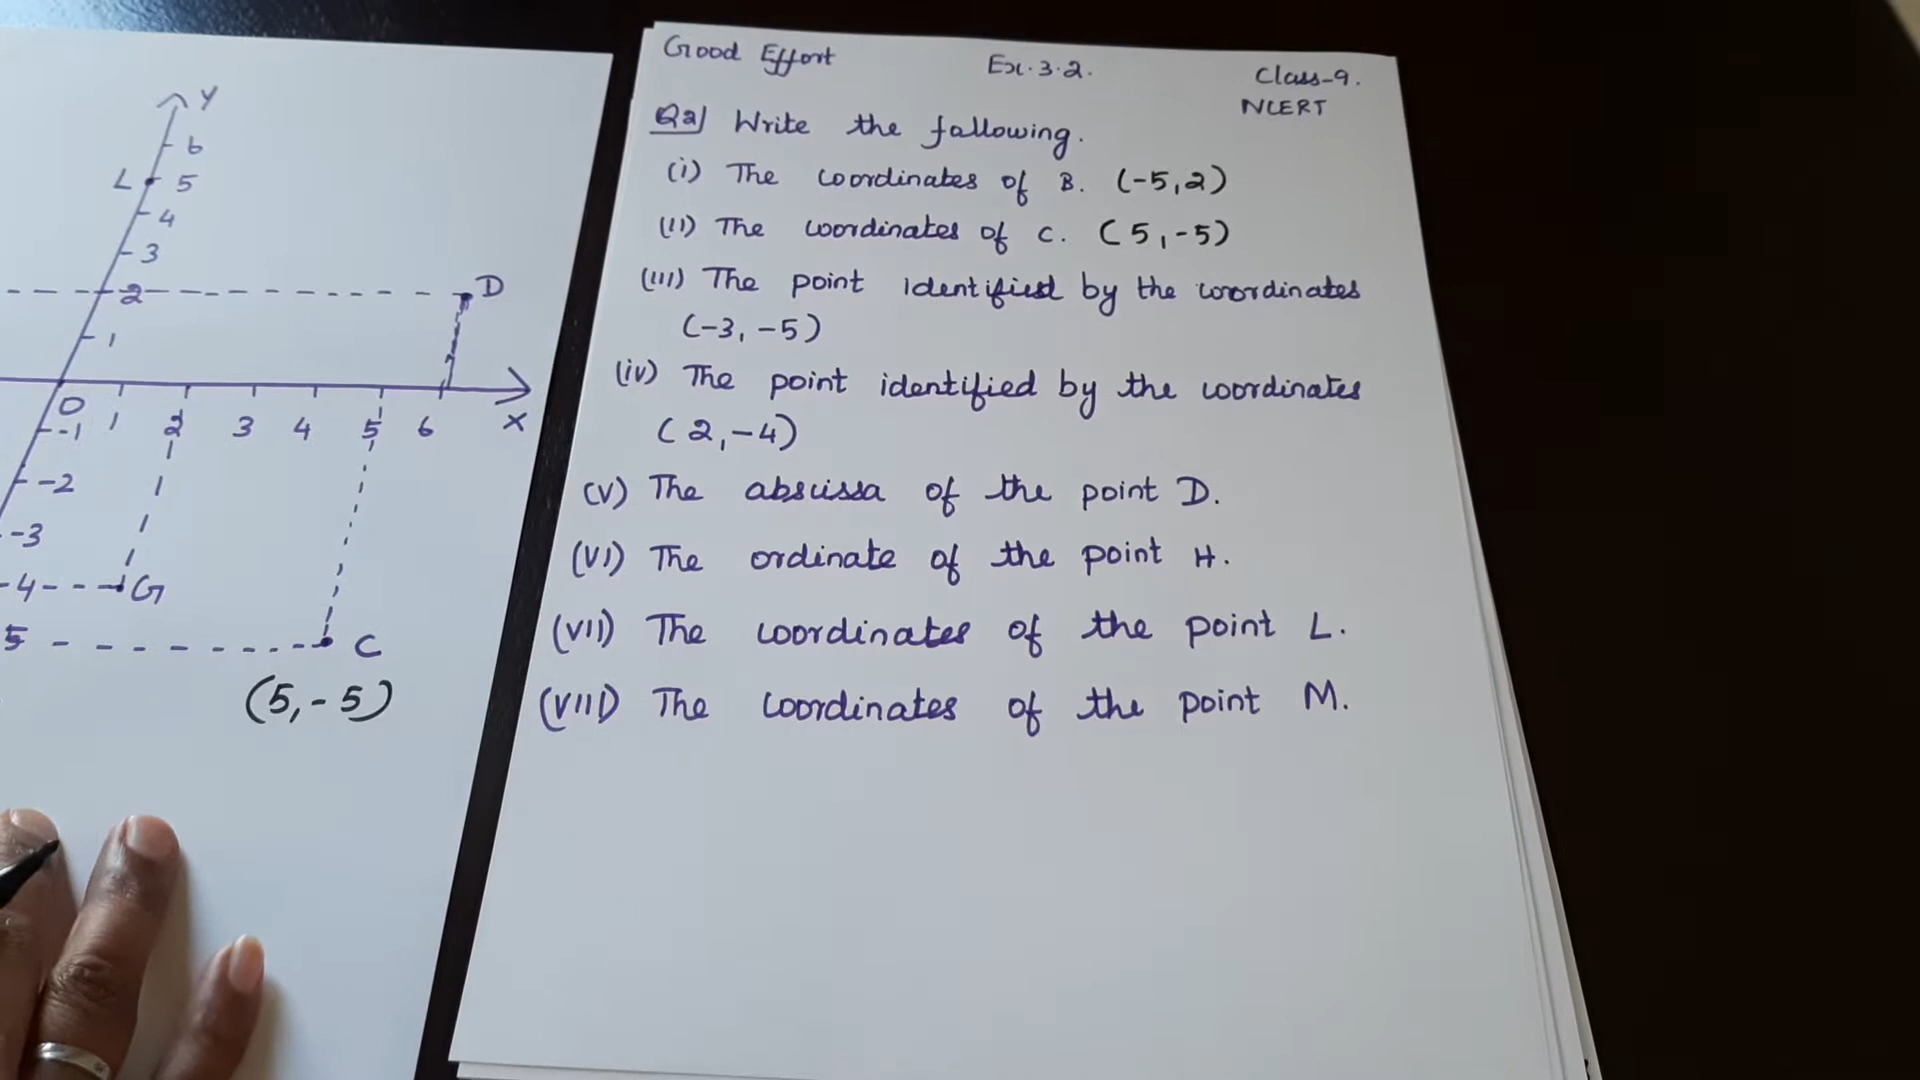 Y
6
L 5
4
3
2 D
1
0 1 2 3 4 5 6 X
-1
-2
-3
-4 G
5 C
(5,-5)
Good Effort Ex.3.2. Class-9.
NCERT
Q2) Write the following.
(i) The coordinates of B. (-5,2)
(ii) The coordinates of C. (5,-5)
(iii) The point identified by the coordinates
(-3,-5)
(iv) The point identified by the coordinates
(2,-4)
(v) The abscissa of the point D.
(vi) The ordinate of the point H.
(vii) The coordinates of the point L.
(viii) The coordinates of the point M.